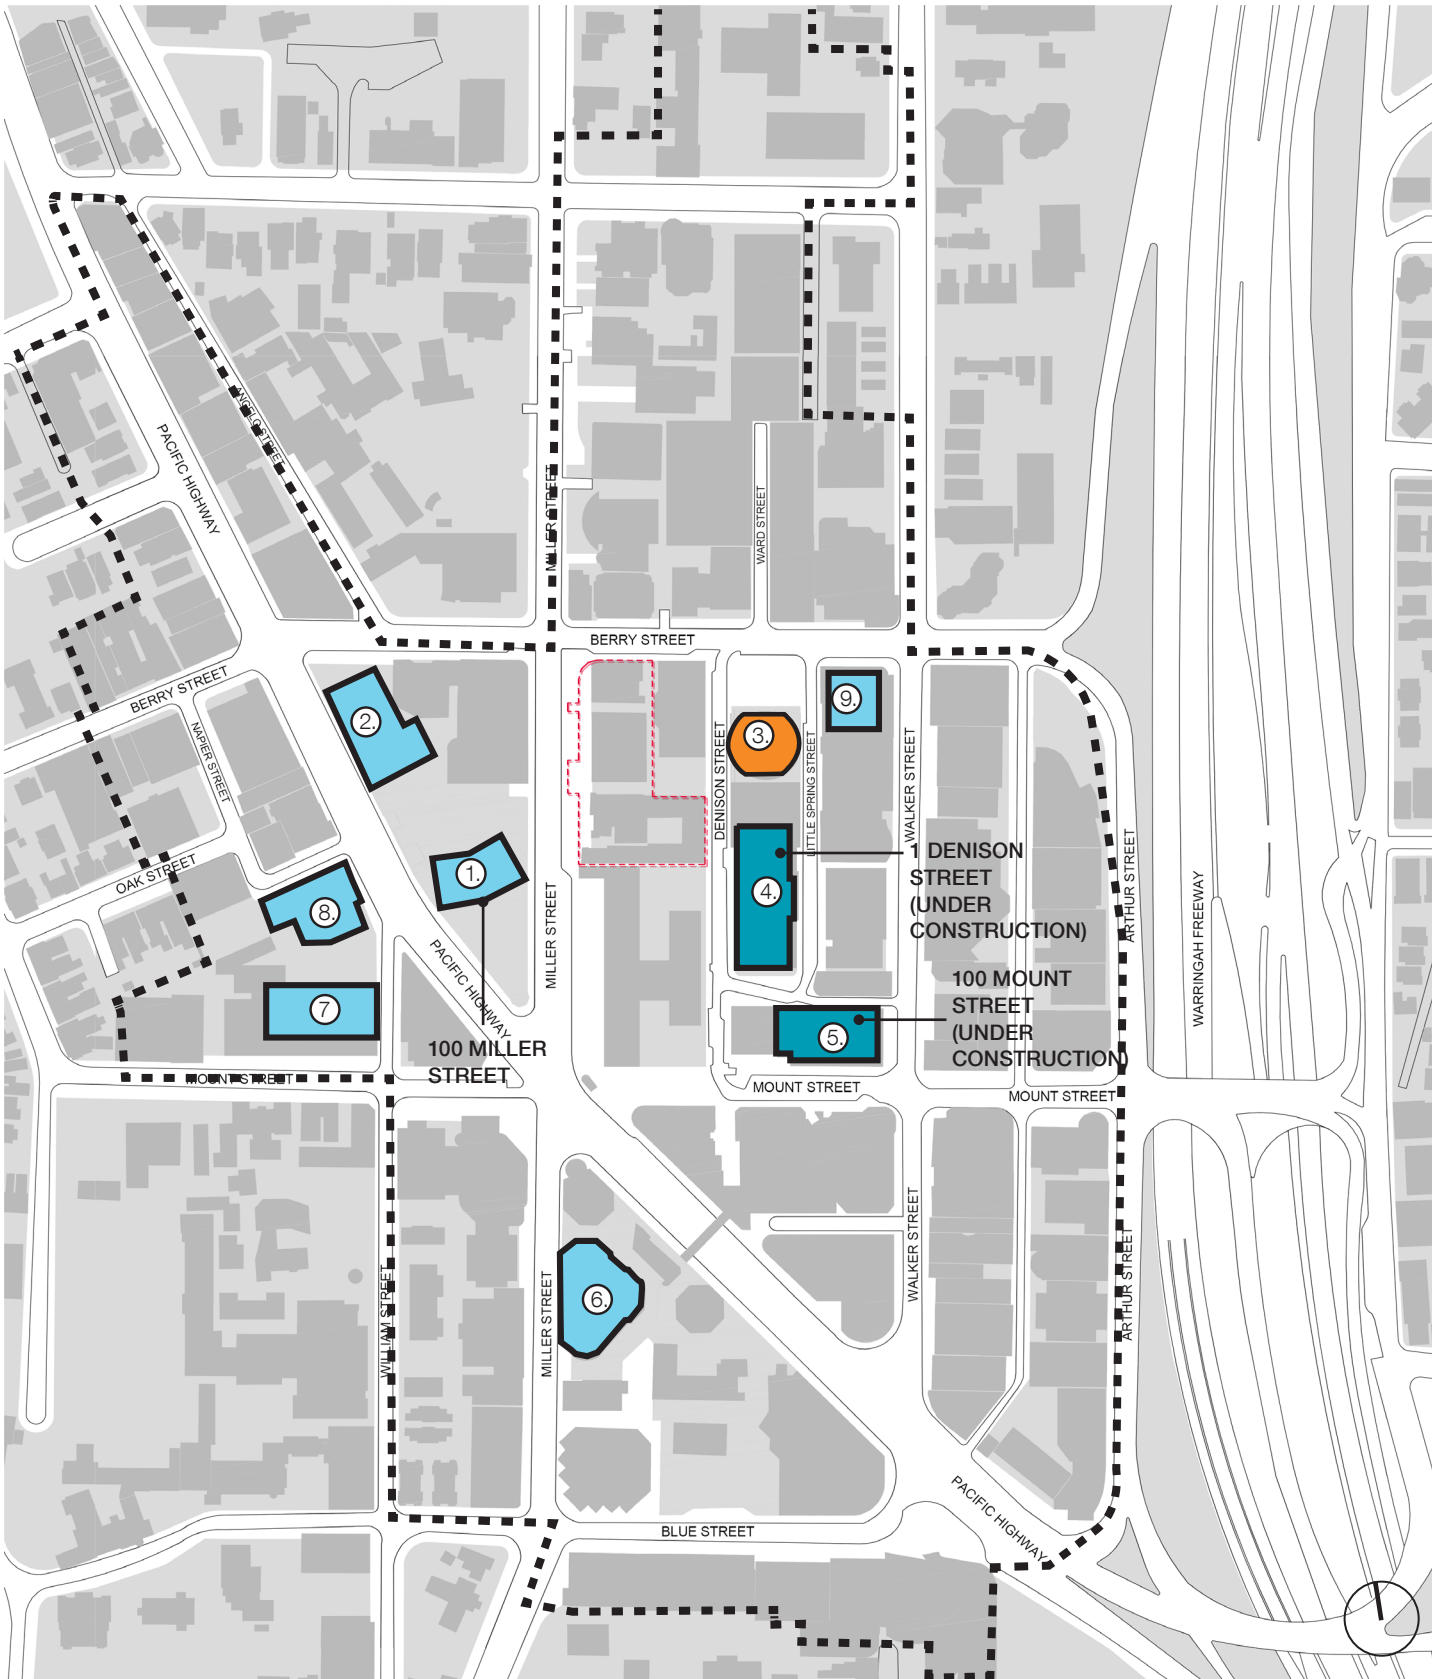 PACIFIC HIGHWAY
ANGELO STREET
MILLER STREET
WARD STREET
BERRY STREET
BERRY STREET
NAPIER STREET
OAK STREET
2.
1.
8.
7
3.
9.
4.
5.
6.
DENISON STREET
LITTLE SPRING STREET
WALKER STREET
1 DENISON
STREET
(UNDER
CONSTRUCTION)
100 MOUNT
STREET
(UNDER
CONSTRUCTION)
ARTHUR STREET
WARRINGAH FREEWAY
MILLER STREET
PACIFIC HIGHWAY
100 MILLER
STREET
MOUNT STREET
MOUNT STREET
MOUNT STREET
WILLIAM STREET
MILLER STREET
WALKER STREET
ARTHUR STREET
PACIFIC HIGHWAY
BLUE STREET